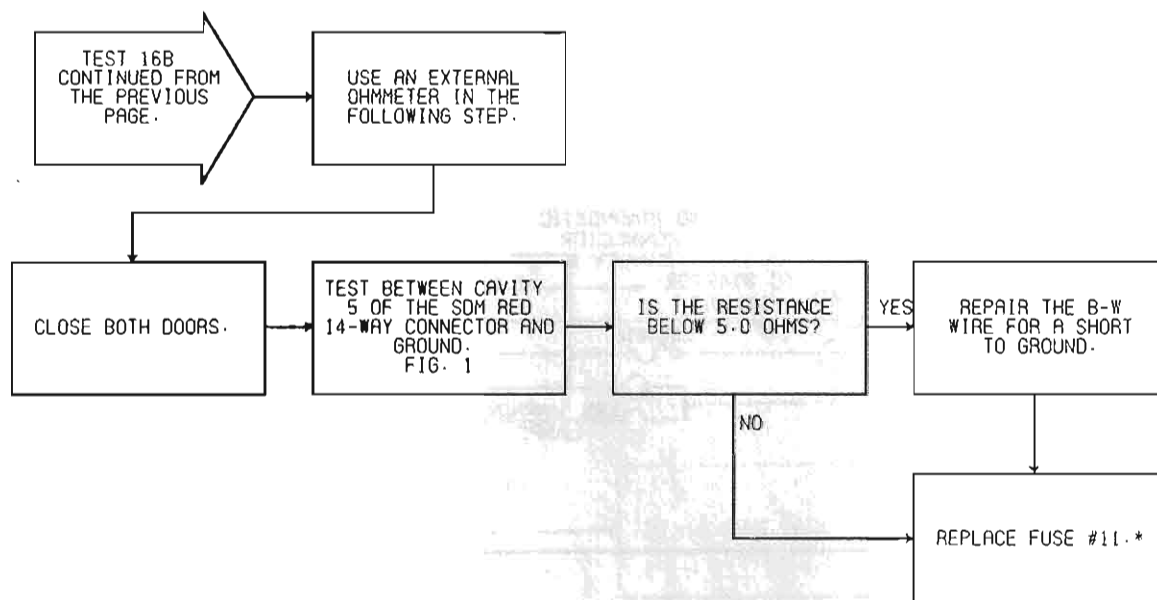 TEST 16B
CONTINUED FROM
THE PREVIOUS
PAGE.
USE AN EXTERNAL
OHMMETER IN THE
FOLLOWING STEP.
CLOSE BOTH DOORS.
TEST BETWEEN CAVITY
5 OF THE SDM RED
14-WAY CONNECTOR AND
GROUND.
FIG. 1
IS THE RESISTANCE
BELOW 5.0 OHMS?
YES
REPAIR THE B-W
WIRE FOR A SHORT
TO GROUND.
NO
REPLACE FUSE #11.*